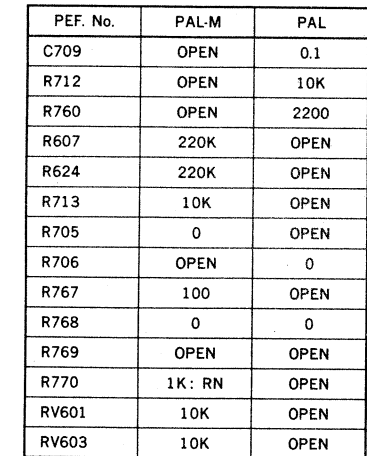 PEF. No. PAL-M PAL
C709 OPEN 0.1
R712 OPEN 10K
R760 OPEN 2200
R607 220K OPEN
R624 220K OPEN
R713 10K OPEN
R705 0 OPEN
R706 OPEN 0
R767 100 OPEN
R768 0 0
R769 OPEN OPEN
R770 1K: RN OPEN
RV601 10K OPEN
RV603 10K OPEN